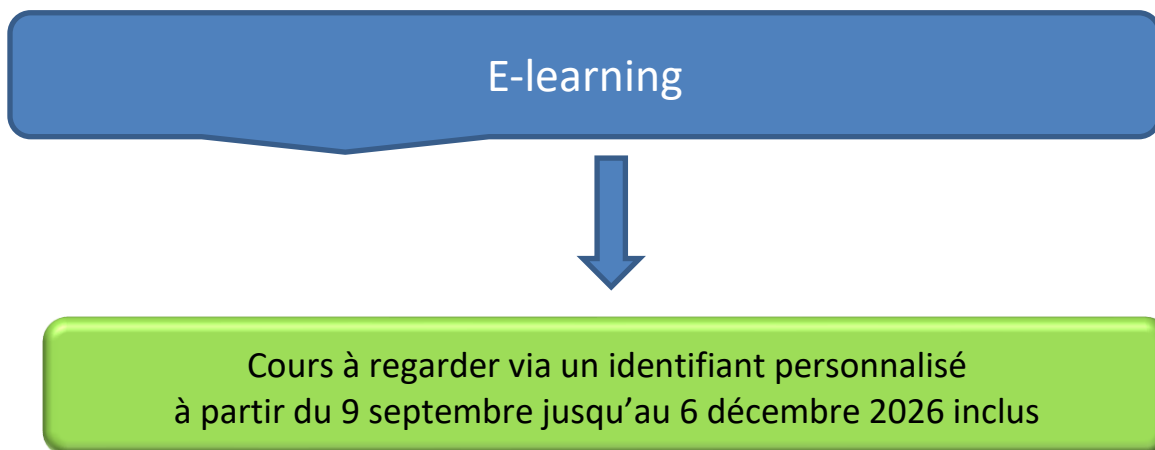 E-learning
Cours à regarder via un identifiant personnalisé
à partir du 9 septembre jusqu’au 6 décembre 2026 inclus